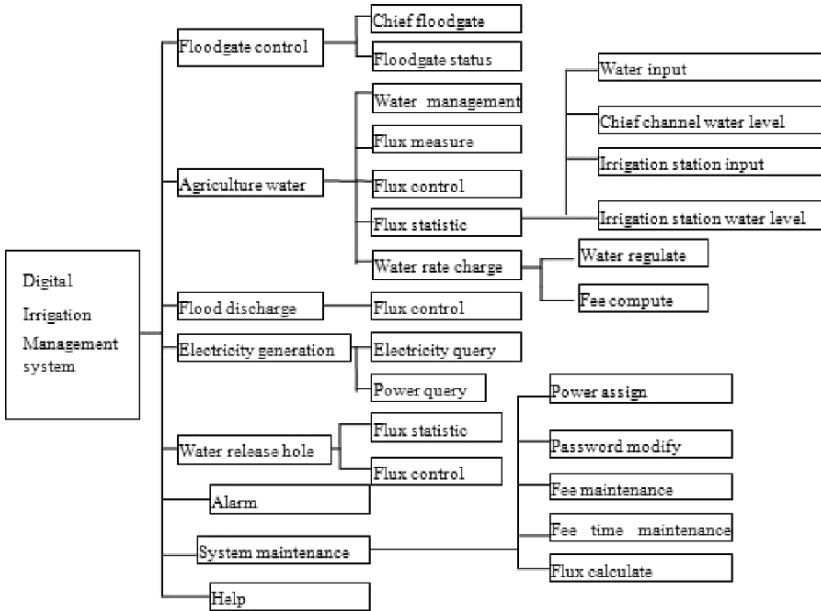 Digital
Irrigation
Management
system
Floodgate control
Chief floodgate
Floodgate status
Agriculture water
Water management
Flux measure
Flux control
Flux statistic
Water input
Chief channel water level
Irrigation station input
Irrigation station water level
Water rate charge
Water regulate
Fee compute
Flood discharge
Flux control
Electricity generation
Electricity query
Power query
Water release hole
Flux statistic
Flux control
Alarm
System maintenance
Power assign
Password modify
Fee maintenance
Fee time maintenance
Flux calculate
Help